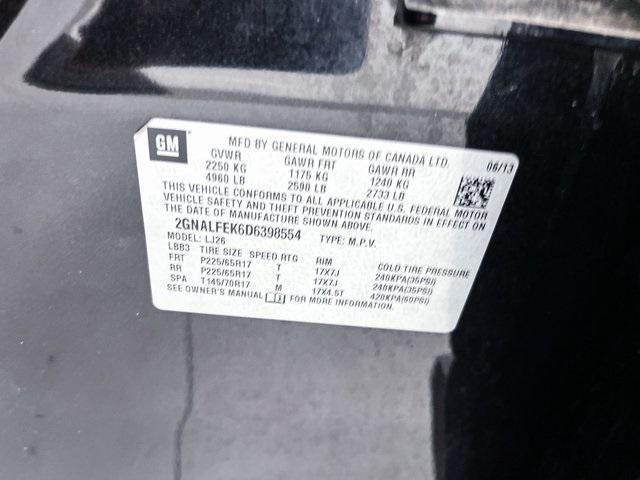 GM
MFD BY GENERAL MOTORS OF CANADA LTD.
GVWR GAWR FRT GAWR RR 06/13
2250 KG 1175 KG 1240 KG
4960 LB 2590 LB 2733 LB
THIS VEHICLE CONFORMS TO ALL APPLICABLE U.S. FEDERAL MOTOR
VEHICLE SAFETY AND THEFT PREVENTION STANDARDS IN EFFECT ON
THE DATE OF MANUFACTURE SHOWN ABOVE.
2GNALFEK6D6398554 TYPE: M.P.V.
MODEL: LJ26
LBB3 TIRE SIZE SPEED RTG RIM COLD TIRE PRESSURE
FRT P225/65R17 T 17X7J 240KPA(35PSI)
RR P225/65R17 T 17X7J 240KPA(35PSI)
SPA T145/70R17 M 17X4.5T 420KPA(60PSI)
SEE OWNER'S MANUAL FOR MORE INFORMATION.